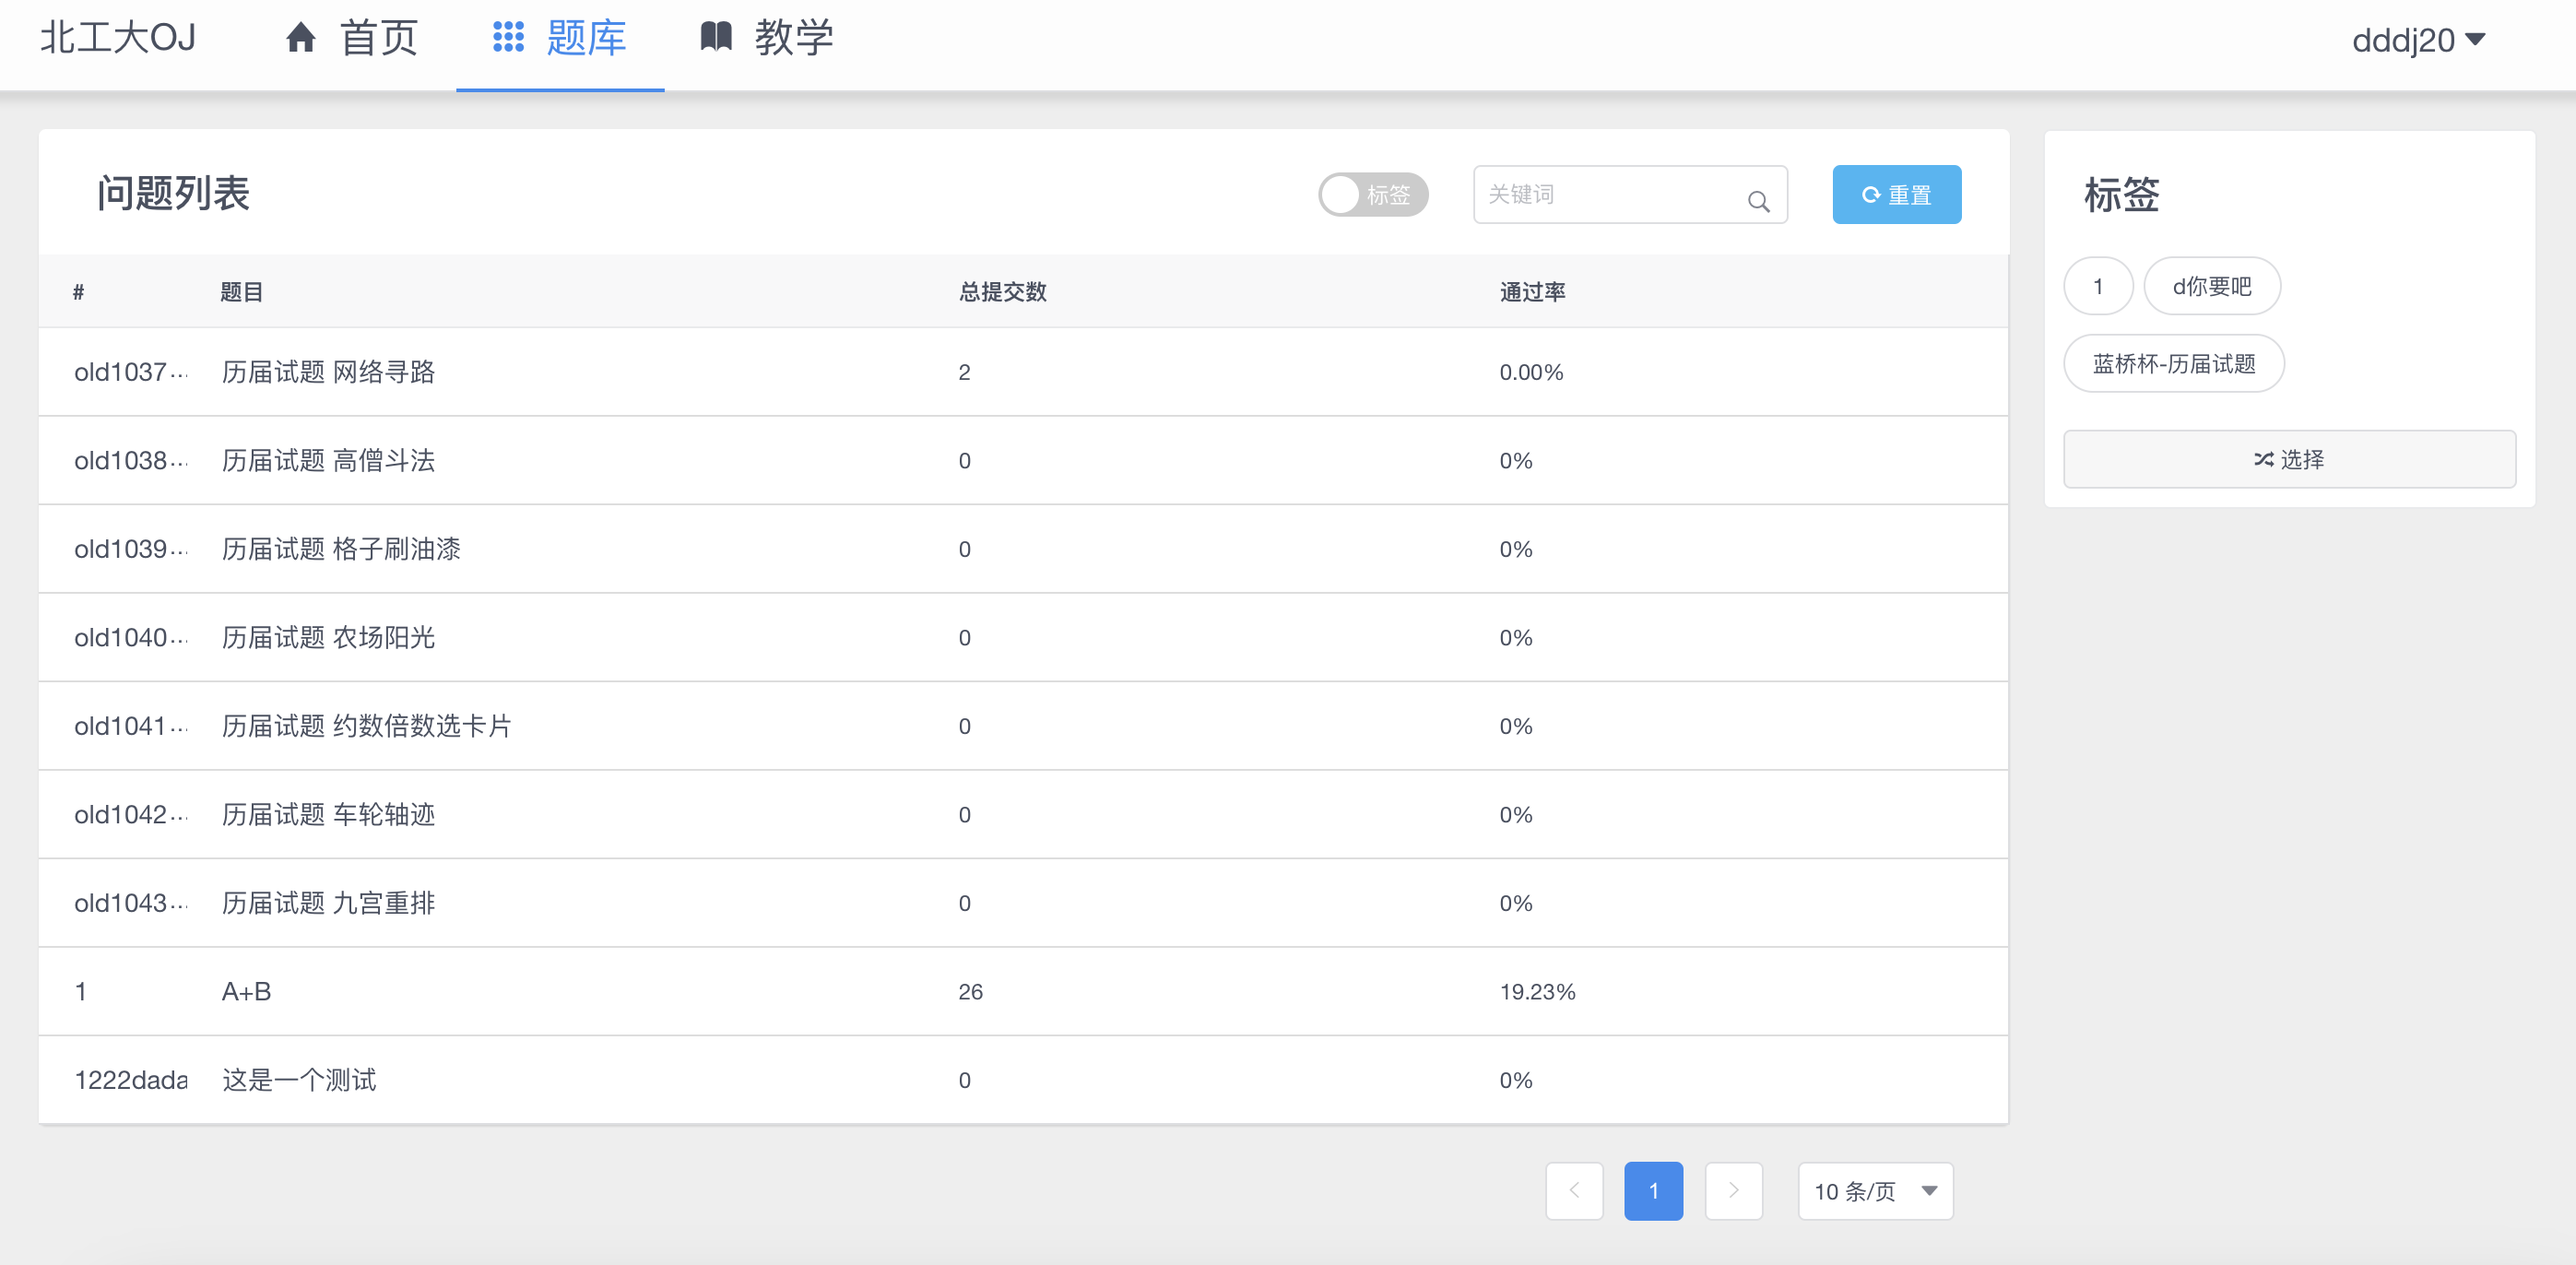 北工大OJ 首页 题库 教学 dddj20
问题列表 标签 关键词 重置
# 题目 总提交数 通过率
old1037... 历届试题 网络寻路 2 0.00%
old1038... 历届试题 高僧斗法 0 0%
old1039... 历届试题 格子刷油漆 0 0%
old1040... 历届试题 农场阳光 0 0%
old1041... 历届试题 约数倍数选卡片 0 0%
old1042... 历届试题 车轮轴迹 0 0%
old1043... 历届试题 九宫重排 0 0%
1 A+B 26 19.23%
1222dada 这是一个测试 0 0%
1 10 条/页
标签
1 d你要吧
蓝桥杯-历届试题
选择